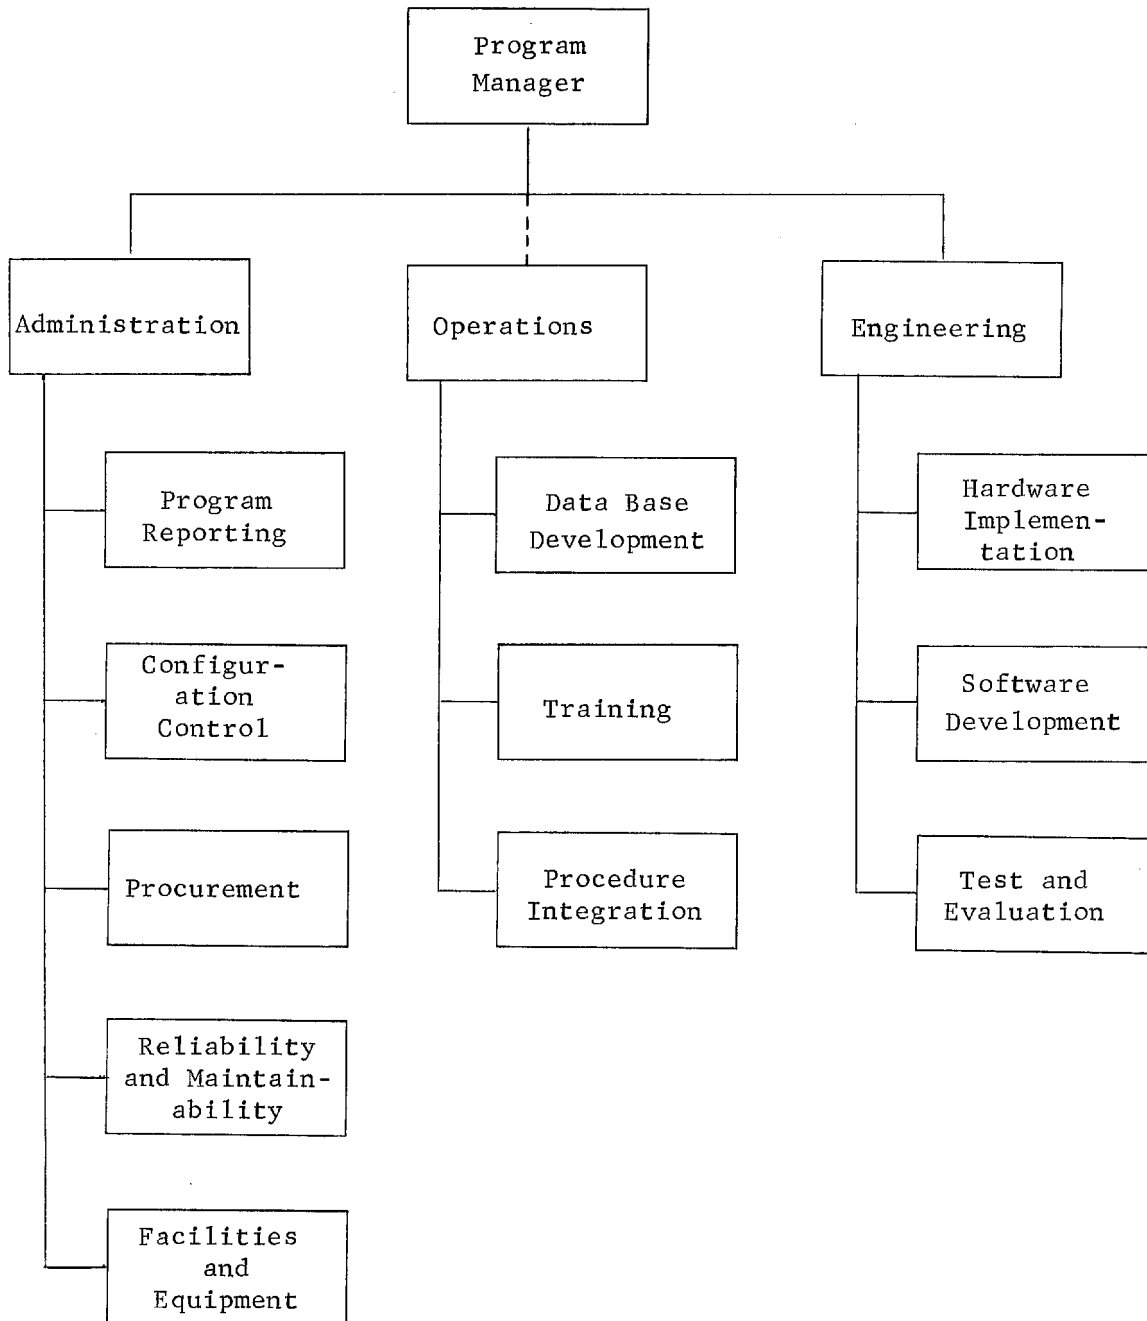 Program
Manager
Administration
Operations
Engineering
Program
Reporting
Configur-
ation
Control
Procurement
Reliability
and Maintain-
ability
Facilities
and
Equipment
Data Base
Development
Training
Procedure
Integration
Hardware
Implemen-
tation
Software
Development
Test and
Evaluation